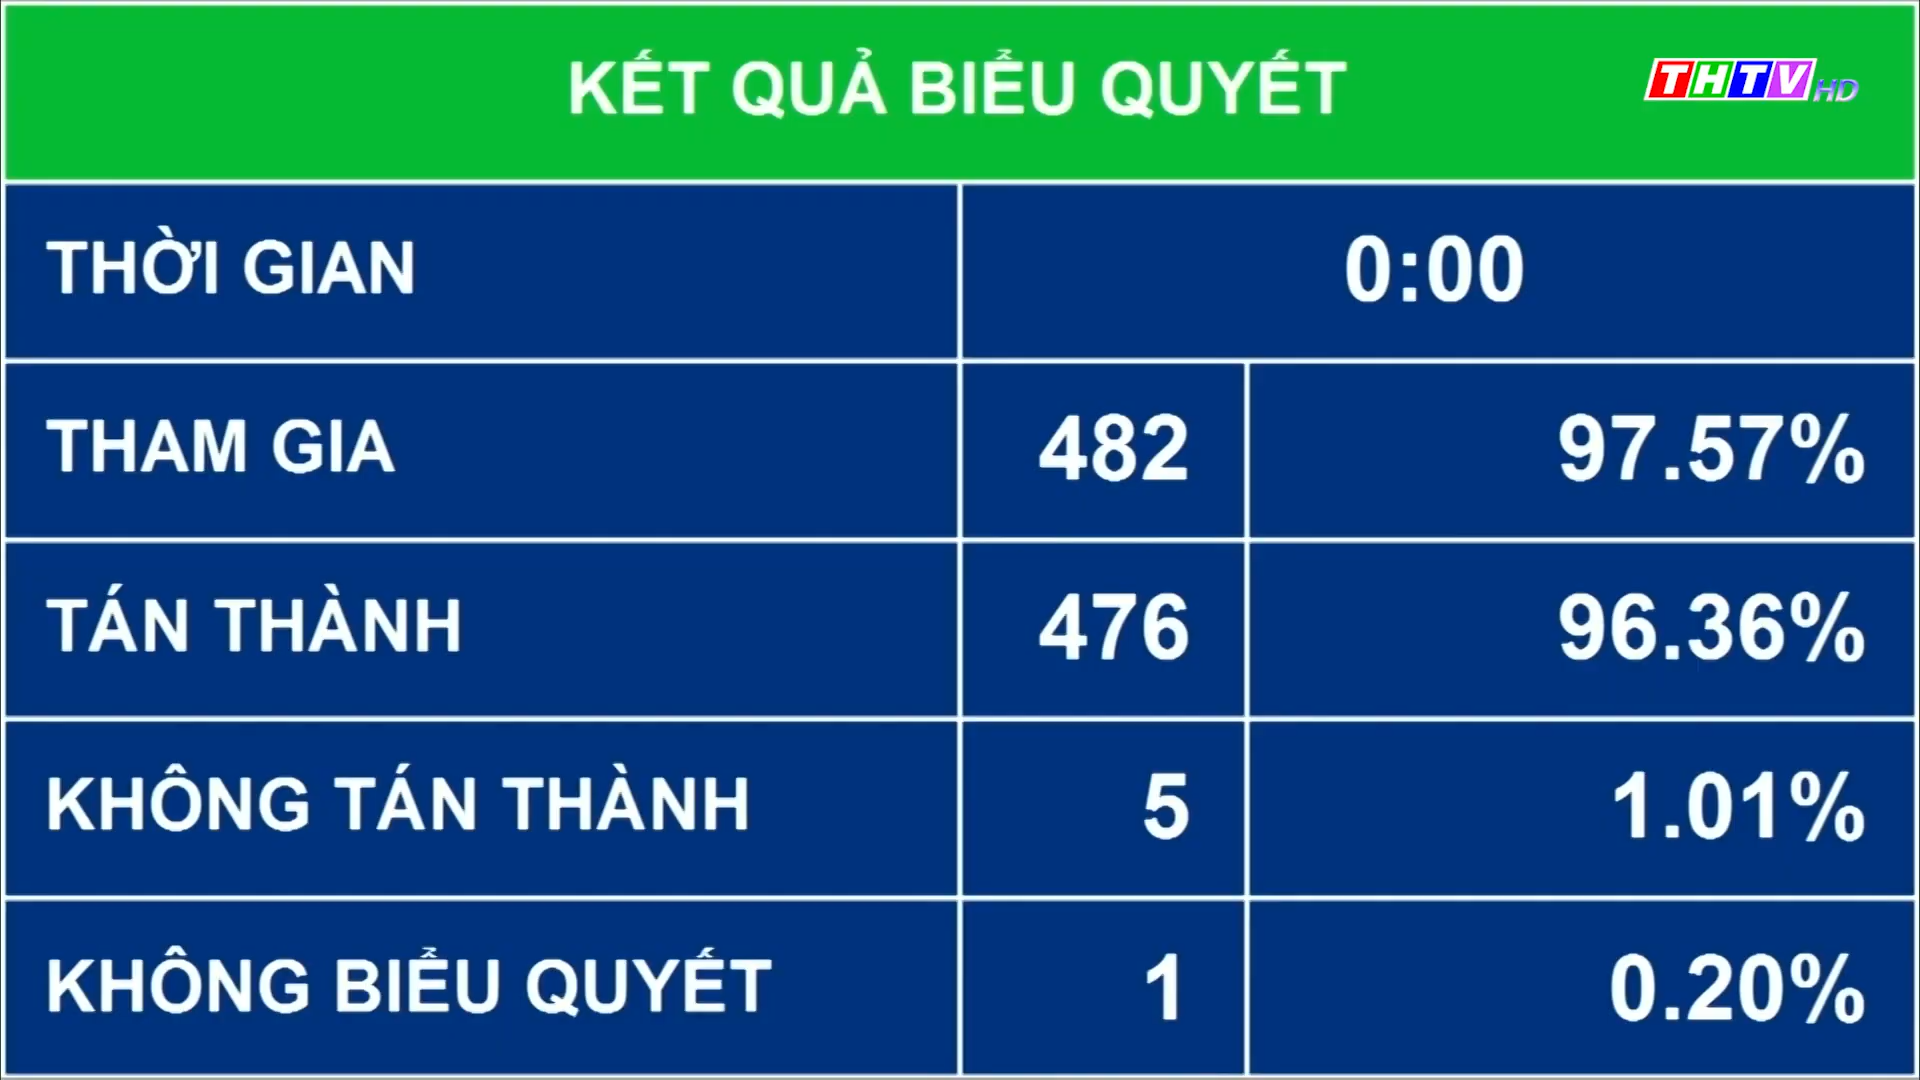 KẾT QUẢ BIỂU QUYẾT
THTV HD
THỜI GIAN 0:00
THAM GIA 482 97.57%
TÁN THÀNH 476 96.36%
KHÔNG TÁN THÀNH 5 1.01%
KHÔNG BIỂU QUYẾT 1 0.20%